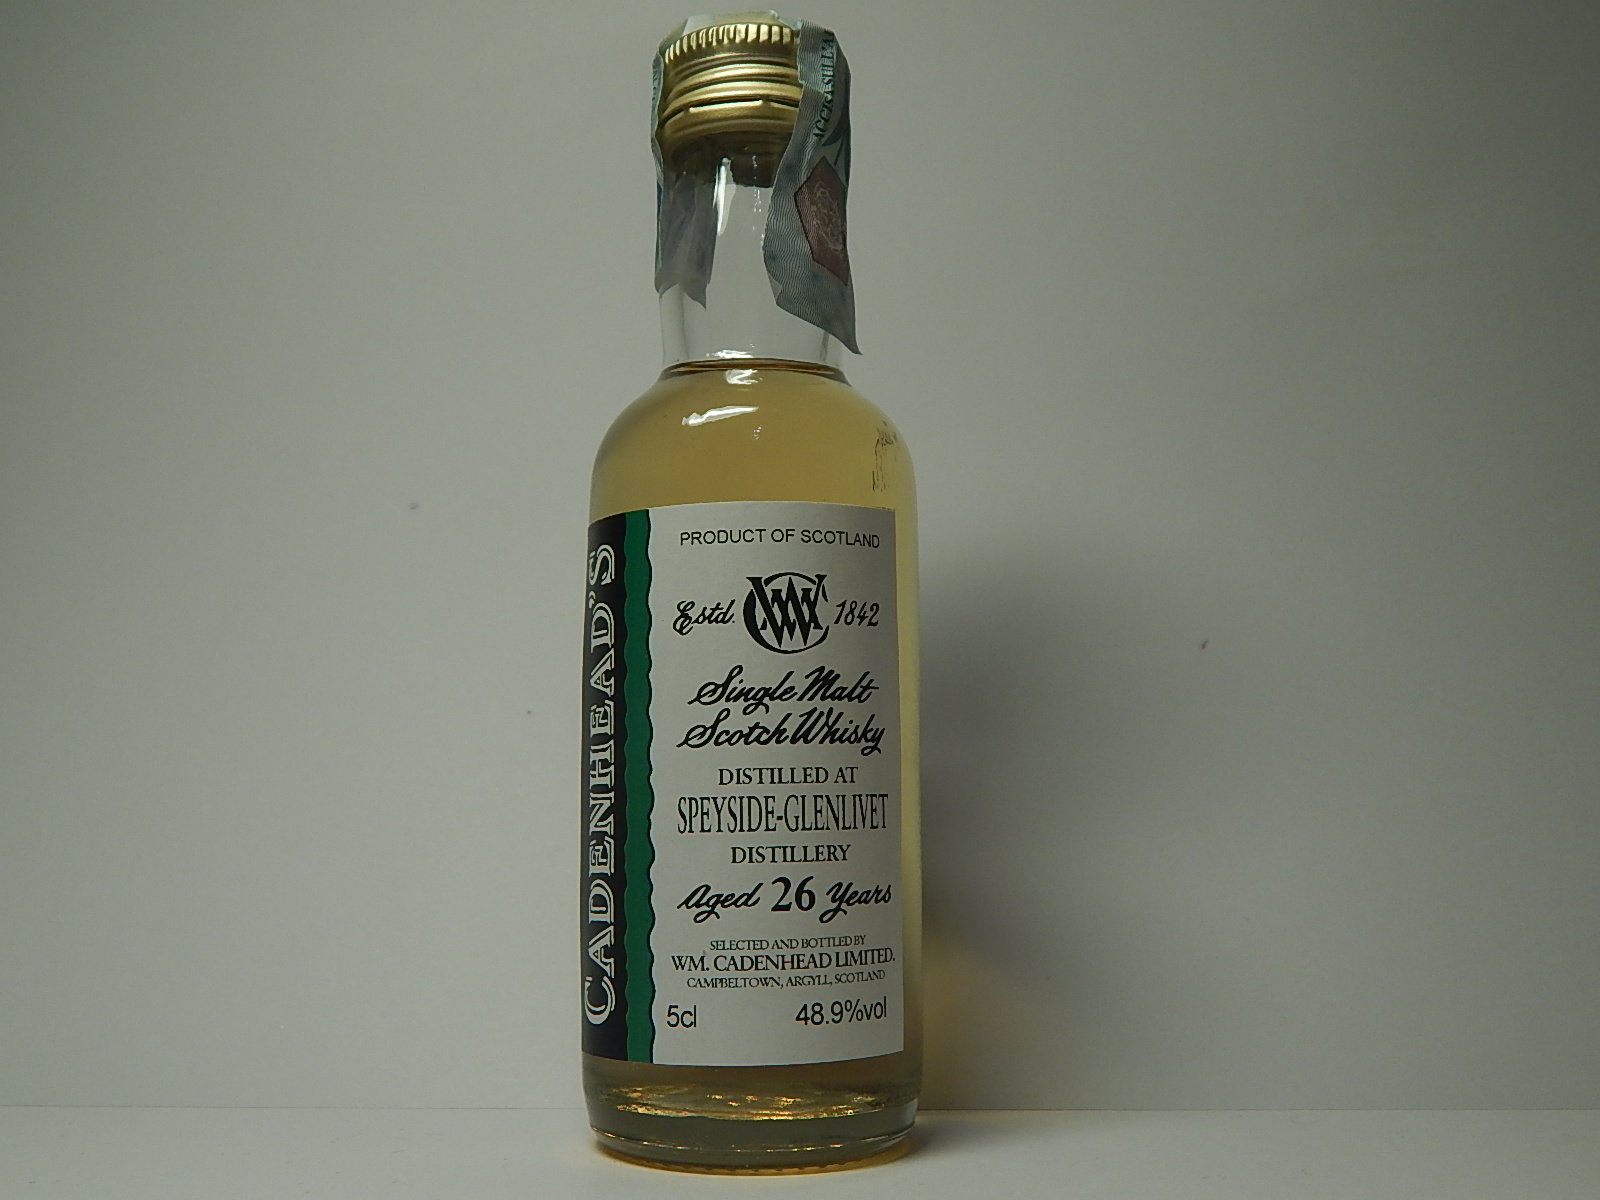 CADENHEAD'S
PRODUCT OF SCOTLAND
Estd. WC 1842
Single Malt
Scotch Whisky
DISTILLED AT
SPEYSIDE-GLENLIVET
DISTILLERY
Aged 26 Years
SELECTED AND BOTTLED BY
WM. CADENHEAD LIMITED.
CAMPBELTOWN, ARGYLL, SCOTLAND
5cl 48.9%vol